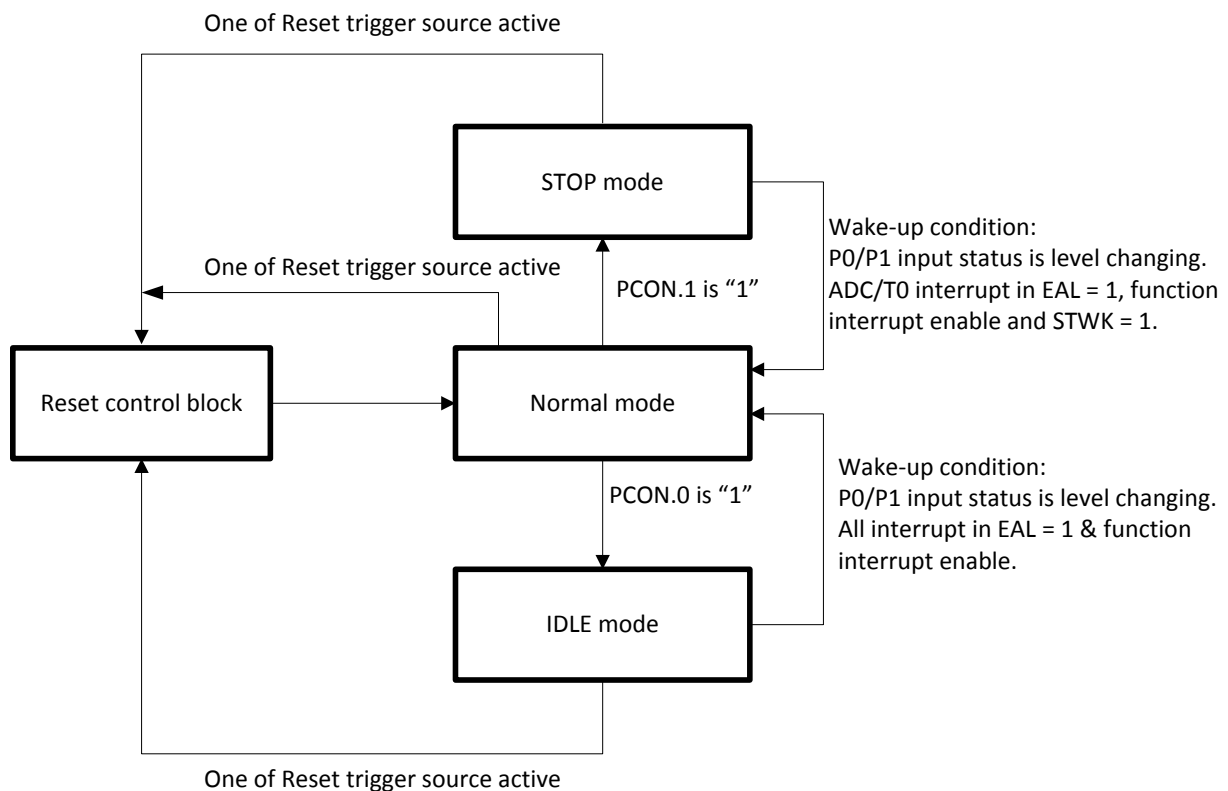 One of Reset trigger source active
STOP mode
Wake-up condition:
P0/P1 input status is level changing.
ADC/T0 interrupt in EAL = 1, function
interrupt enable and STWK = 1.
One of Reset trigger source active
PCON.1 is “1”
Reset control block
Normal mode
PCON.0 is “1”
Wake-up condition:
P0/P1 input status is level changing.
All interrupt in EAL = 1 & function
interrupt enable.
IDLE mode
One of Reset trigger source active